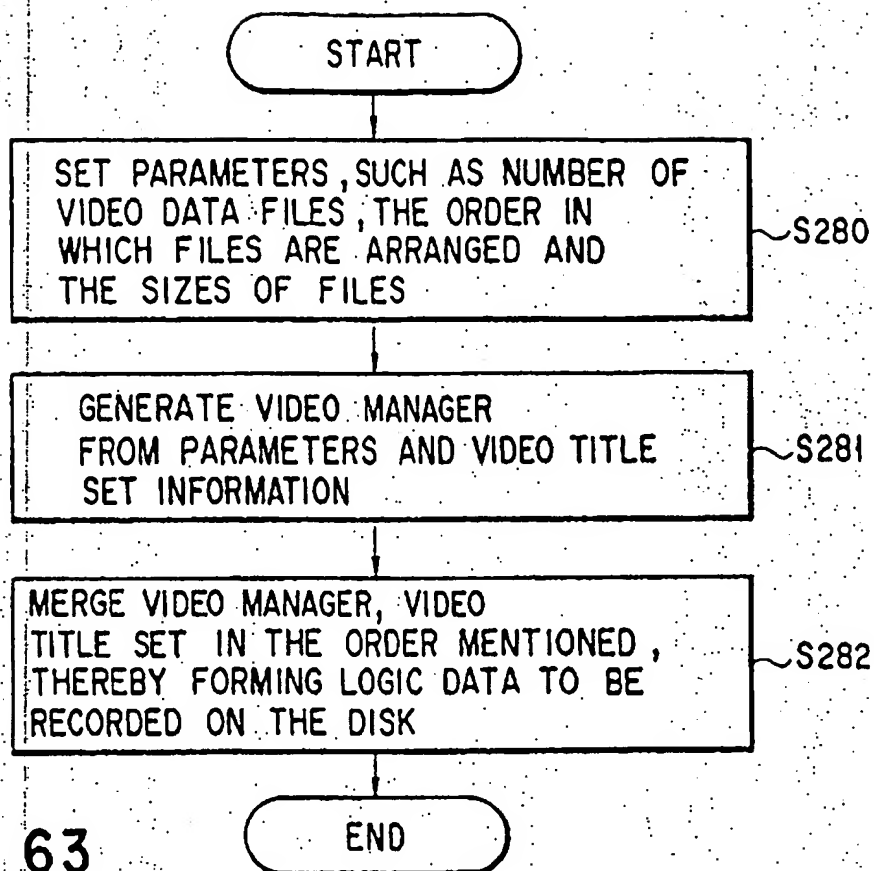 START
SET PARAMETERS, SUCH AS NUMBER OF
VIDEO DATA FILES, THE ORDER IN
WHICH FILES ARE ARRANGED AND
THE SIZES OF FILES
S280
GENERATE VIDEO MANAGER
FROM PARAMETERS AND VIDEO TITLE
SET INFORMATION
S281
MERGE VIDEO MANAGER, VIDEO
TITLE SET IN THE ORDER MENTIONED,
THEREBY FORMING LOGIC DATA TO BE
RECORDED ON THE DISK
S282
END
63